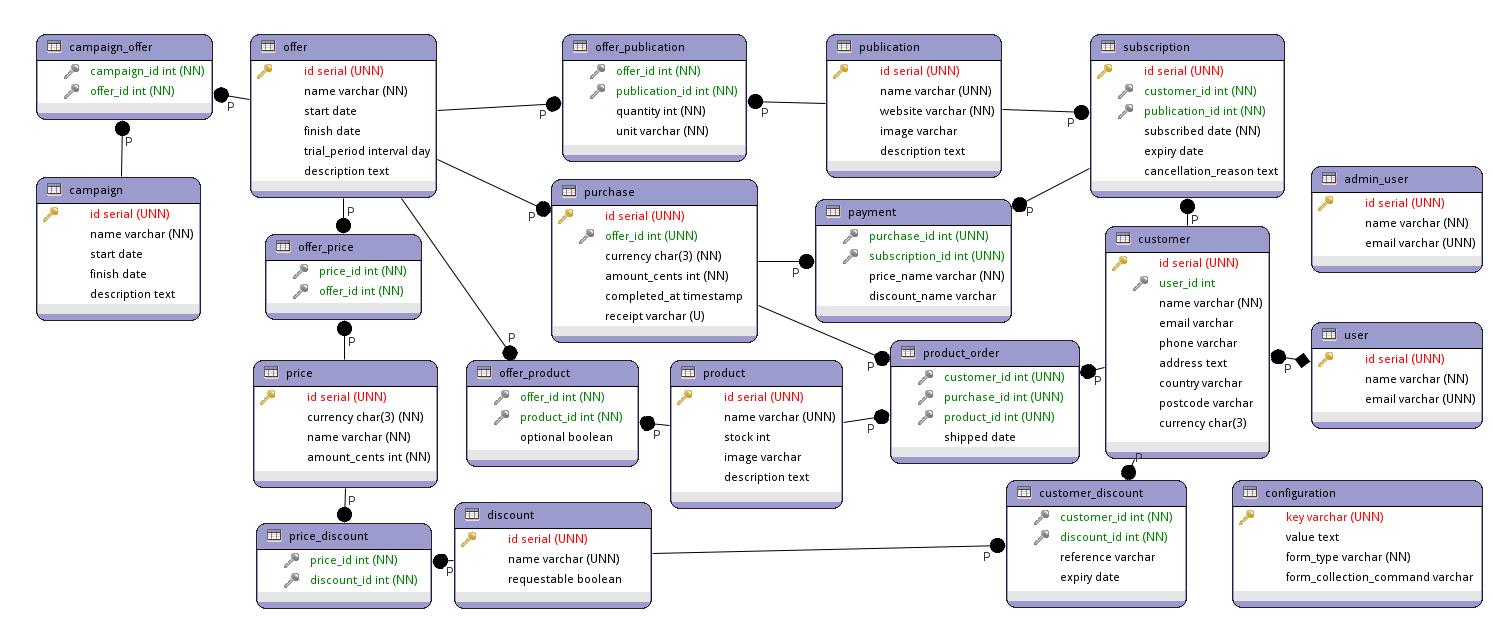 campaign_offer
campaign_id int (NN)
offer_id int (NN)
P
P
campaign
id serial (UNN)
name varchar (NN)
start date
finish date
description text
offer
id serial (UNN)
name varchar (NN)
start date
finish date
trial_period interval day
description text
P
offer_price
price_id int (NN)
offer_id int (NN)
P
price
id serial (UNN)
currency char(3) (NN)
name varchar (NN)
amount_cents int (NN)
P
price_discount
price_id int (NN)
discount_id int (NN)
P
discount
id serial (UNN)
name varchar (UNN)
requestable boolean
offer_publication
offer_id int (NN)
publication_id int (NN)
quantity int (NN)
unit varchar (NN)
P
P
purchase
id serial (UNN)
offer_id int (UNN)
currency char(3) (NN)
amount_cents int (NN)
completed_at timestamp
receipt varchar (U)
P
P
offer_product
offer_id int (NN)
product_id int (NN)
optional boolean
P
product
id serial (UNN)
name varchar (UNN)
stock int
image varchar
description text
publication
id serial (UNN)
name varchar (UNN)
website varchar (NN)
image varchar
description text
P
payment
purchase_id int (UNN)
subscription_id int (UNN)
price_name varchar (NN)
discount_name varchar
P
P
product_order
customer_id int (UNN)
purchase_id int (UNN)
product_id int (UNN)
shipped date
P
P
P
subscription
id serial (UNN)
customer_id int (NN)
publication_id int (NN)
subscribed date (NN)
expiry date
cancellation_reason text
P
P
customer
id serial (UNN)
user_id int
name varchar (NN)
email varchar
phone varchar
address text
country varchar
postcode varchar
currency char(3)
P
P
customer_discount
customer_id int (NN)
discount_id int (NN)
reference varchar
expiry date
P
admin_user
id serial (UNN)
name varchar (NN)
email varchar (UNN)
user
id serial (UNN)
name varchar (NN)
email varchar (UNN)
configuration
key varchar (UNN)
value text
form_type varchar (NN)
form_collection_command varchar